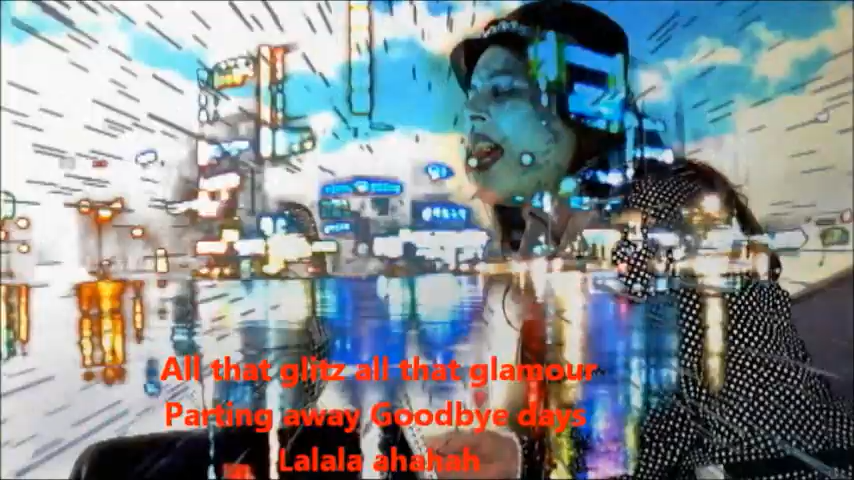 All that glitz all that glamour
Parting away Goodbye days
Lalala ahahah